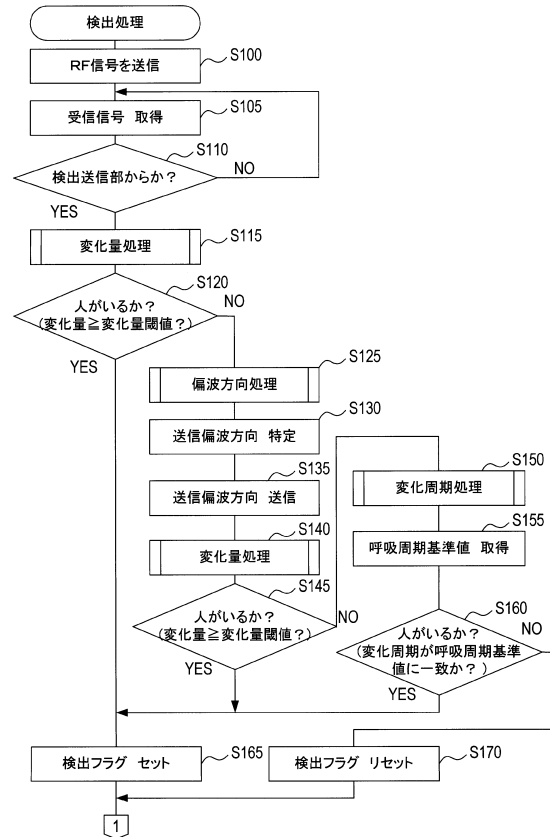 検出処理
RF信号を送信
S100
受信信号 取得
S105
検出送信部からか?
S110
NO
YES
変化量処理
S115
人がいるか?
(変化量≧変化量閾値?)
S120
NO
YES
偏波方向処理
S125
送信偏波方向 特定
S130
送信偏波方向 送信
S135
変化量処理
S140
人がいるか?
(変化量≧変化量閾値?)
S145
NO
YES
変化周期処理
S150
呼吸周期基準値 取得
S155
人がいるか?
(変化周期が呼吸周期基準
値に一致か?)
S160
NO
YES
検出フラグ セット
S165
検出フラグ リセット
S170
1